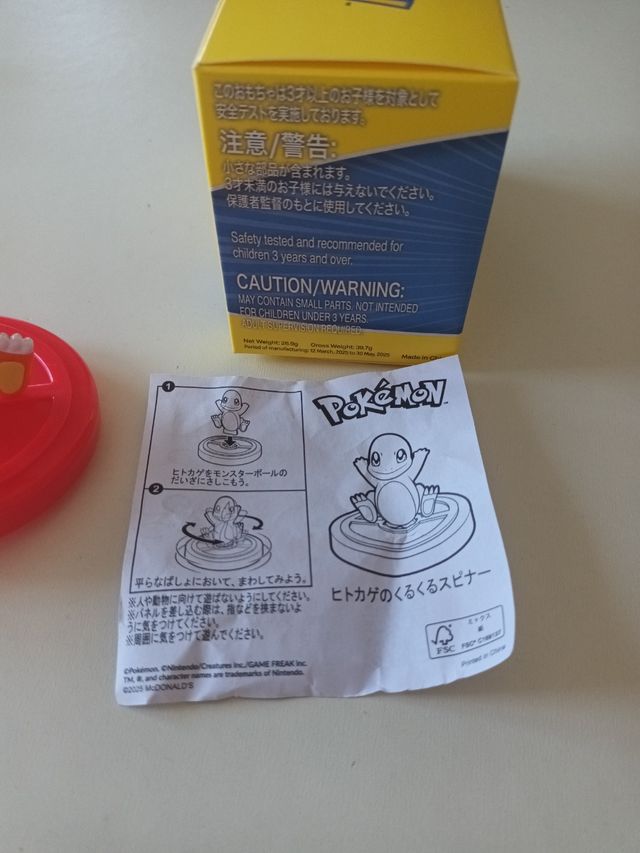 このおもちゃは3才以上のお子様を対象として
安全テストを実施しております。
注意/警告:
小さな部品が含まれます。
3才未満のお子様には与えないでください。
保護者監督のもとに使用してください。
Safety tested and recommended for
children 3 years and over.
CAUTION/WARNING:
MAY CONTAIN SMALL PARTS. NOT INTENDED
FOR CHILDREN UNDER 3 YEARS.
ADULT SUPERVISION REQUIRED.
Net Weight: 28.9g Gross Weight: 39.7g
Period of manufacturing: 12 March, 2025 to 30 May, 2025
Made in
1
ヒトカゲをモンスターボールの
だいざにさしこもう。
2
平らなばしょにおいて、まわしてみよう。
※人や動物に向けて遊ばないようにしてください。
※パネルを差し込む際は、指などを挟まないよ
うに気をつけてください。
※周囲に気をつけて遊んでください。
©Pokémon. ©Nintendo/Creatures Inc./GAME FREAK inc.
TM, ®, and character names are trademarks of Nintendo.
©2025 McDONALD'S
POKéMON
ヒトカゲのくるくるスピナー
FSC
ミックス
紙
FSC® C188137
Printed in China